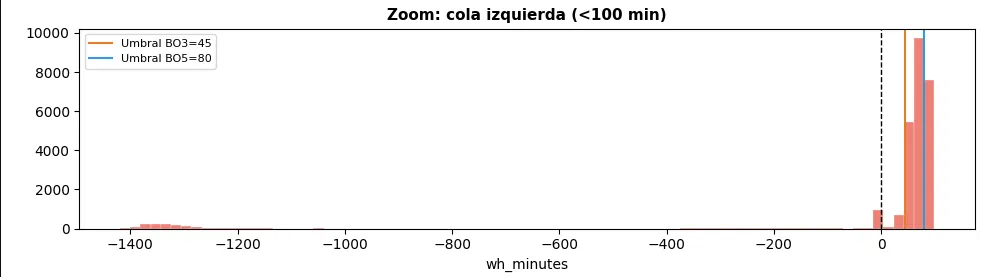 Zoom: cola izquierda (<100 min)
10000
8000
6000
4000
2000
0
Umbral BO3=45
Umbral BO5=80
−1400 −1200 −1000 −800 −600 −400 −200 0
wh_minutes